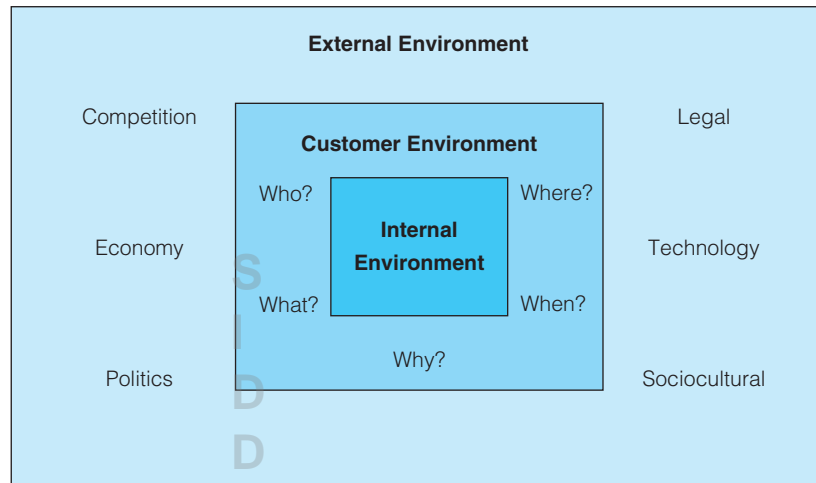 External Environment
Competition
Legal
Customer Environment
Who?
Where?
Internal
Environment
Economy
Technology
What?
When?
Why?
Politics
Sociocultural
S
I
D
D